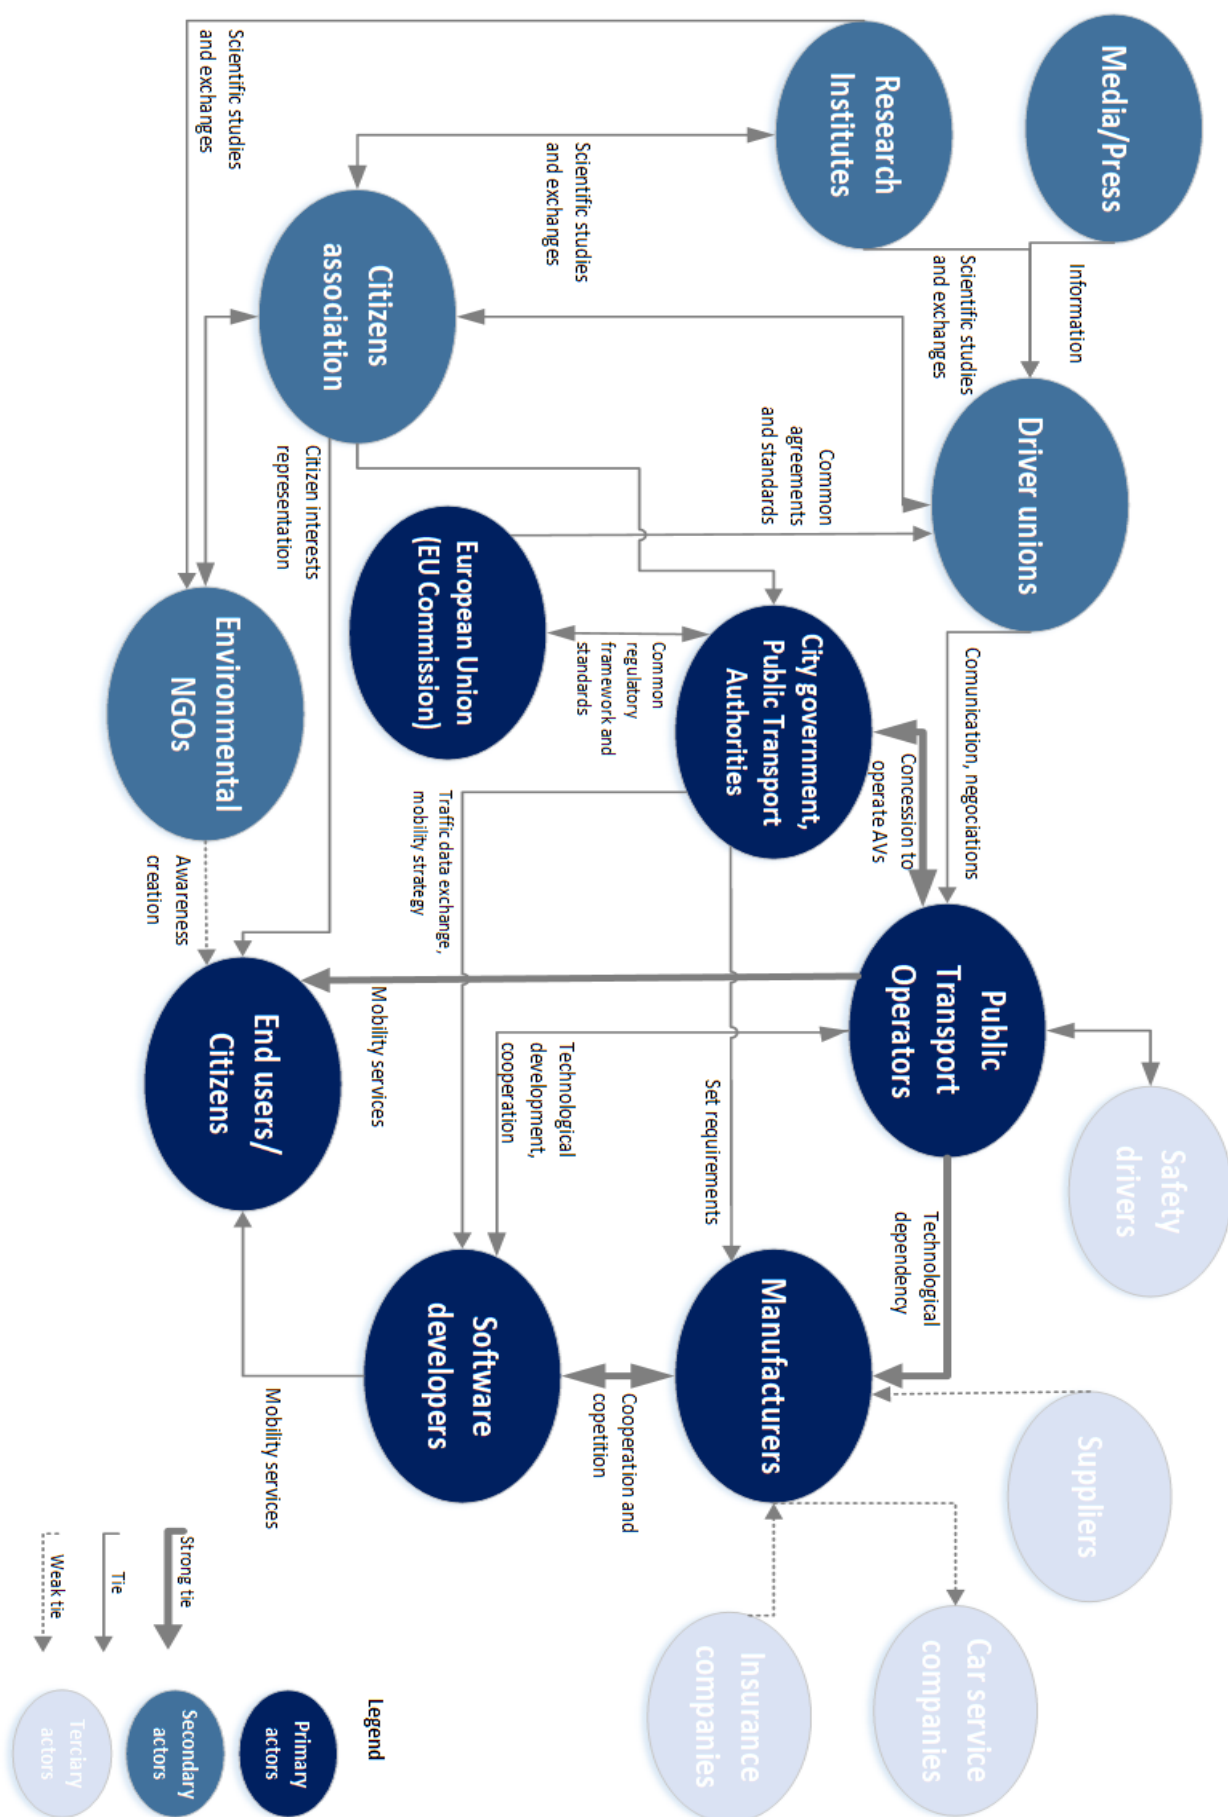 Media/Press
Research
Institutes
Scientific studies
and exchanges
Scientific studies
and exchanges
Information
Scientific studies
and exchanges
Citizens
association
Driver unions
Common
agreements
and standards
Citizen interests
representation
European Union
(EU Commission)
Environmental
NGOs
Common
regulatory
framework and
standards
City government,
Public Transport
Authorities
Comunication, negociations
Concession to
operate AVs
Awareness
creation
Traffic data exchange,
mobility strategy
Public
Transport
Operators
Safety
drivers
End users/
Citizens
Mobility services
Technological
development,
cooperation
Set requirements
Technological
dependency
Manufacturers
Software
developers
Cooperation and
copetition
Suppliers
Mobility services
Car service
companies
Insurance
companies
Legend
Strong tie
Tie
Weak tie
Primary
actors
Secondary
actors
Terciary
actors